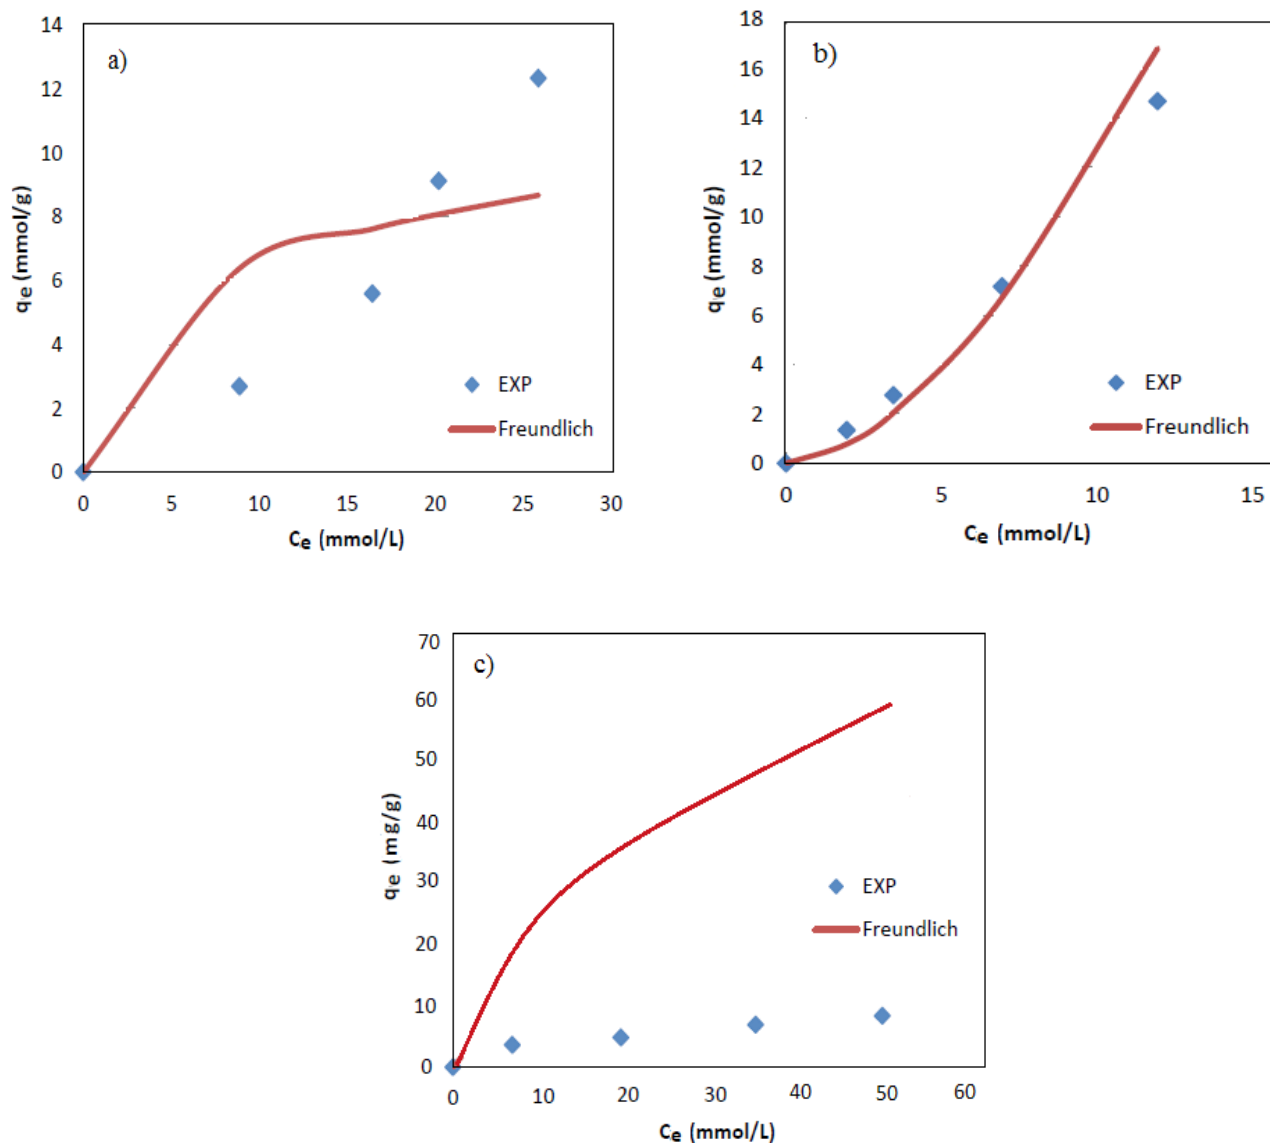 a)
14
12
10
8
6
4
2
0
qe (mmol/g)
0 5 10 15 20 25 30
Ce (mmol/L)
EXP
Freundlich
b)
18
16
14
12
10
8
6
4
2
0
qe (mmol/g)
0 5 10 15
Ce (mmol/L)
EXP
Freundlich
c)
70
60
50
40
30
20
10
0
qe (mg/g)
0 10 20 30 40 50 60
Ce (mmol/L)
EXP
Freundlich